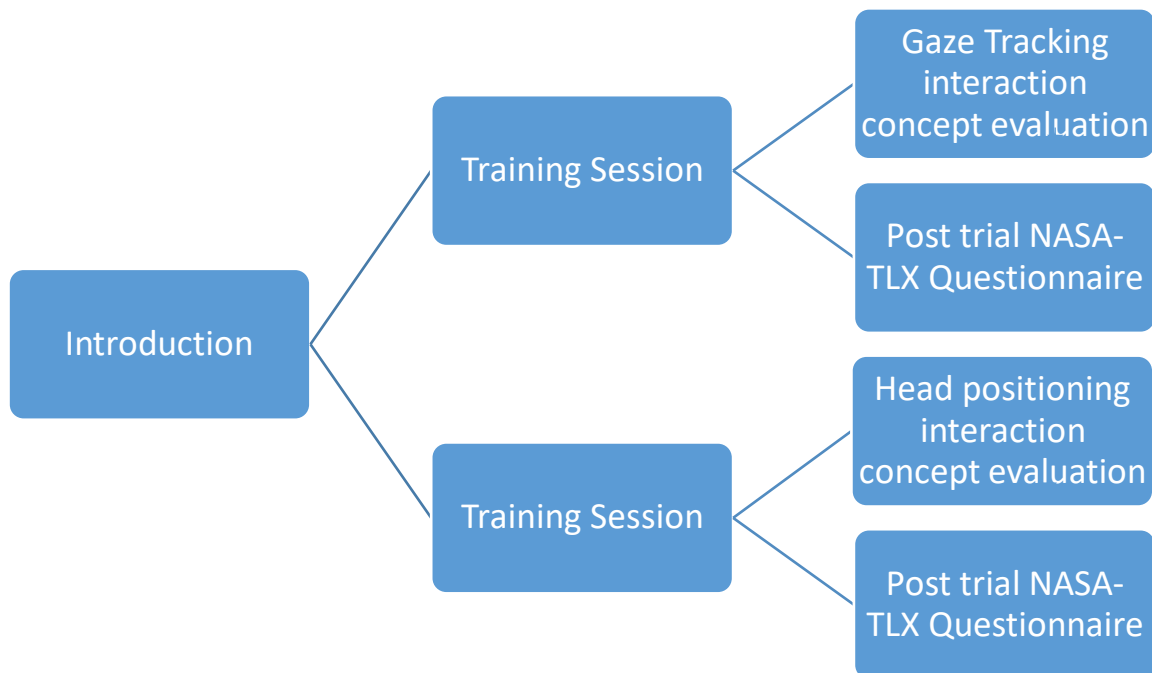 Gaze Tracking
interaction
concept evaluation
Training Session
Post trial NASA-
TLX Questionnaire
Introduction
Head positioning
interaction
concept evaluation
Training Session
Post trial NASA-
TLX Questionnaire